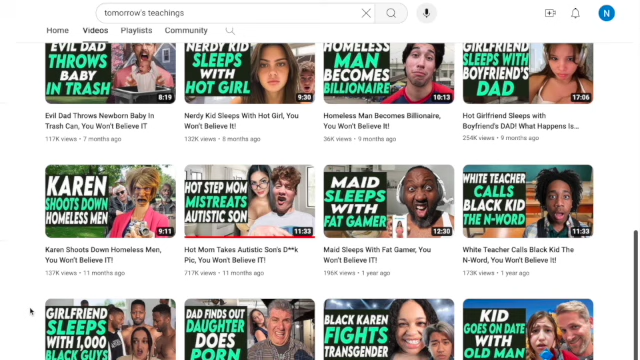 tomorrow's teachings
N
Home Videos Playlists Community
EVIL DAD
THROWS
BABY
IN TRASH
8:19
NERDY KID
SLEEPS
WITH
HOT GIRL
9:30
HOMELESS
MAN
BECOMES
BILLIONAIRE
10:13
GIRLFRIEND
SLEEPS WITH
BOYFRIEND'S
DAD
17:06
Evil Dad Throws Newborn Baby In
Trash Can, You Won't Believe IT
117K views • 7 months ago
Nerdy Kid Sleeps With Hot Girl, You
Won't Believe It!
132K views • 8 months ago
Homeless Man Becomes Billionaire,
You Won't Believe It!
36K views • 9 months ago
Hot Girlfriend Sleeps with
Boyfriend's DAD! What Happens Is...
254K views • 9 months ago
KAREN
SHOOTS DOWN
HOMELESS MEN
9:11
HOT STEP MOM
MISTREATS
AUTISTIC SON
11:33
MAID
SLEEPS
WITH
FAT GAMER
12:30
WHITE TEACHER
CALLS
BLACK KID
THE N-WORD
11:33
Karen Shoots Down Homeless Men,
You Won't Believe IT!
137K views • 11 months ago
Hot Mom Takes Autistic Son's D**k
Pic, You Won't Believe IT!
717K views • 11 months ago
Maid Sleeps With Fat Gamer, You
Won't Believe IT!
196K views • 1 year ago
White Teacher Calls Black Kid The
N-Word, You Won't Believe It!
173K views • 1 year ago
GIRLFRIEND
SLEEPS
WITH 1,000
BLACK GUYS
DAD FINDS OUT
DAUGHTER
DOES
PORN
BLACK KAREN
FIGHTS
TRANSGENDER
KID
GOES ON DATE
WITH
OLD MAN